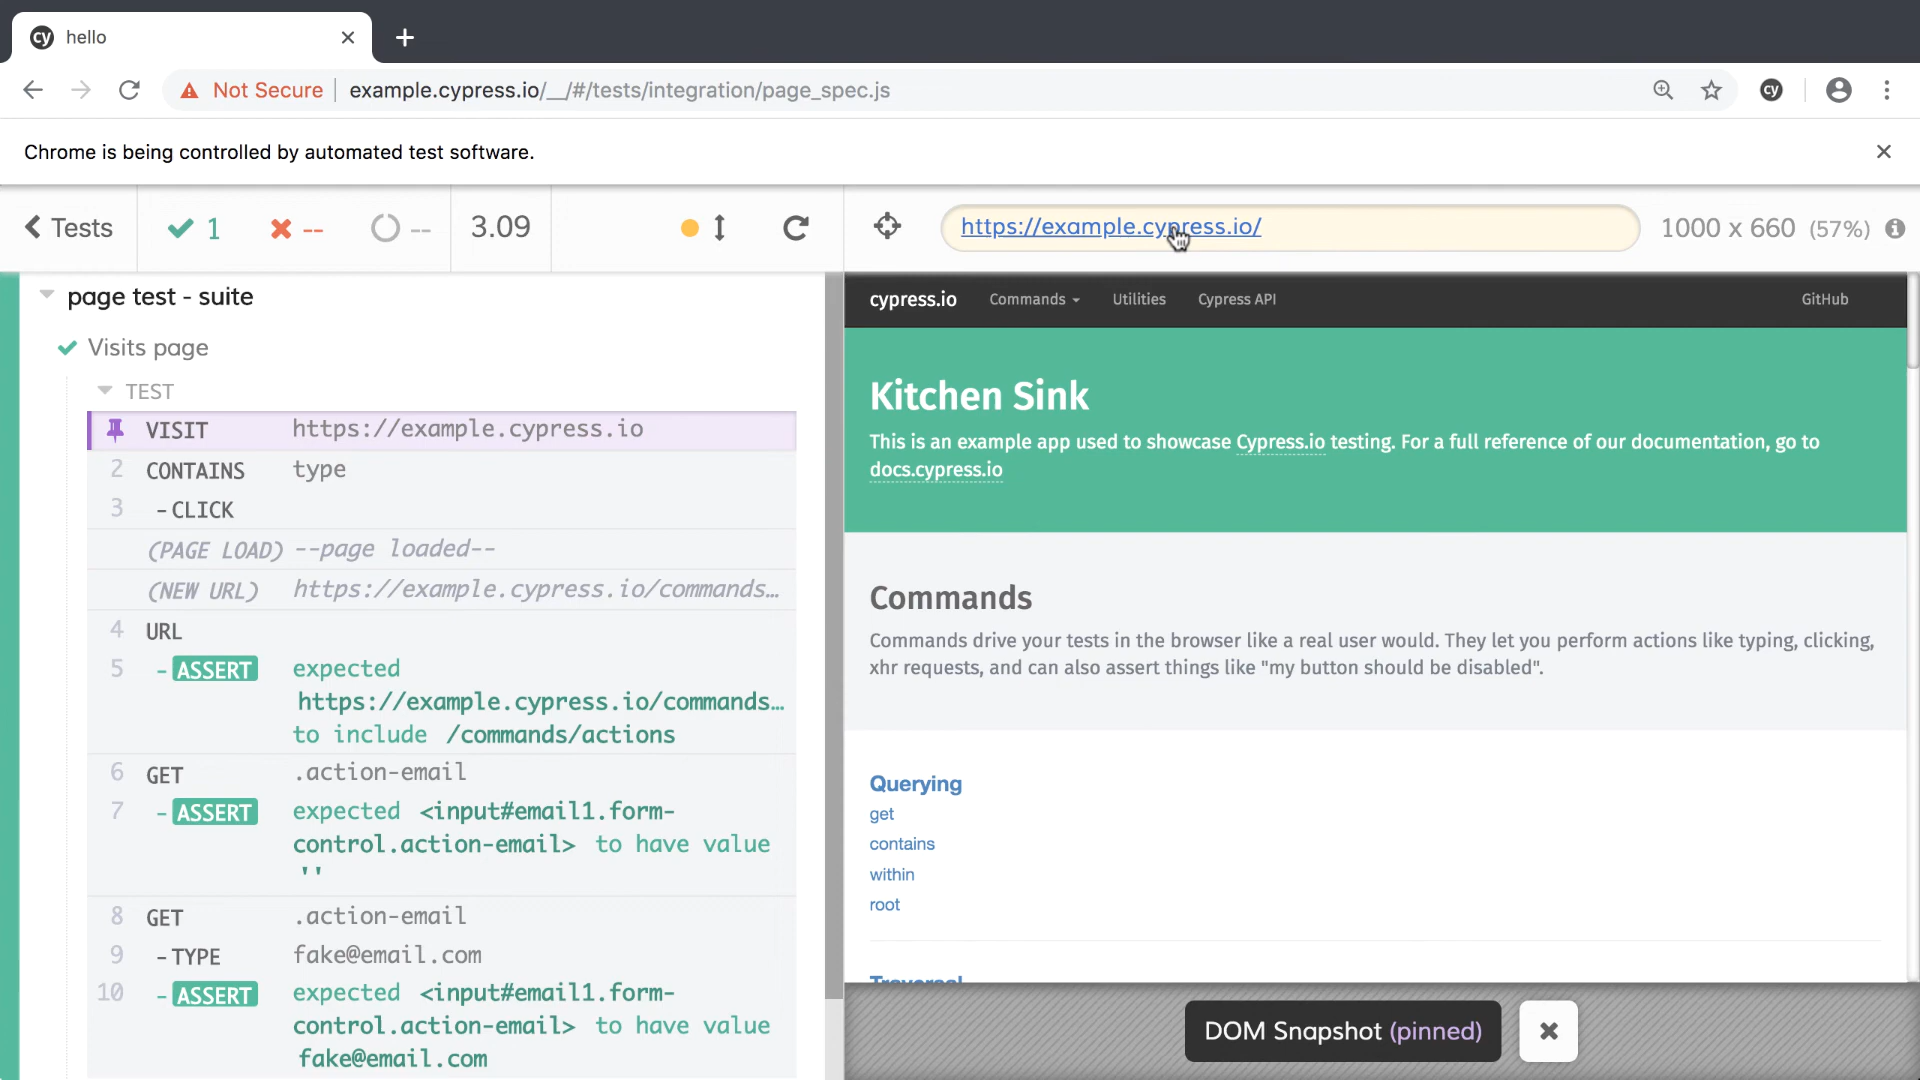 cy hello
Not Secure example.cypress.io/__/#/tests/integration/page_spec.js cy
Chrome is being controlled by automated test software.
Tests 1 -- -- 3.09
https://example.cypress.io/ 1000 x 660 (57%)
page test - suite
Visits page
TEST
VISIT https://example.cypress.io
2 CONTAINS type
3 -CLICK
(PAGE LOAD) --page loaded--
(NEW URL) https://example.cypress.io/commands…
4 URL
5 -ASSERT expected
https://example.cypress.io/commands…
to include /commands/actions
6 GET .action-email
7 -ASSERT expected <input#email1.form-
control.action-email> to have value
''
8 GET .action-email
9 -TYPE fake@email.com
10 -ASSERT expected <input#email1.form-
control.action-email> to have value
fake@email.com
cypress.io Commands Utilities Cypress API GitHub
Kitchen Sink
This is an example app used to showcase Cypress.io testing. For a full reference of our documentation, go to
docs.cypress.io
Commands
Commands drive your tests in the browser like a real user would. They let you perform actions like typing, clicking,
xhr requests, and can also assert things like "my button should be disabled".
Querying
get
contains
within
root
Traversal
DOM Snapshot (pinned)